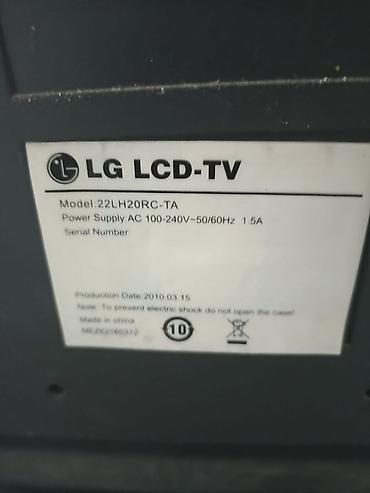 LG LCD-TV
Model:22LH20RC-TA
Power Supply:AC 100-240V~50/60Hz 1.5A
Serial Number
Production Date:2010.03.15
Note: To prevent electric shock do not open the case!
Made in china
MEZ62160312
10